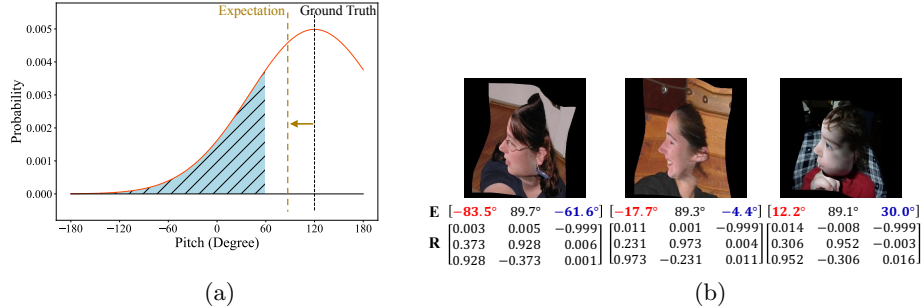 Expectation Ground Truth
0.005
0.004
0.003
0.002
0.001
0.000
Probability
−180 −120 −60 0 60 120 180
Pitch (Degree)
(a)
E [−83.5° 89.7° −61.6°] [−17.7° 89.3° −4.4°] [12.2° 89.1° 30.0°]
0.003 0.005 −0.999 0.011 0.001 −0.999 0.014 −0.008 −0.999
R 0.373 0.928 0.006 0.231 0.973 0.004 0.306 0.952 −0.003
0.928 −0.373 0.001 0.973 −0.231 0.011 0.952 −0.306 0.016
(b)